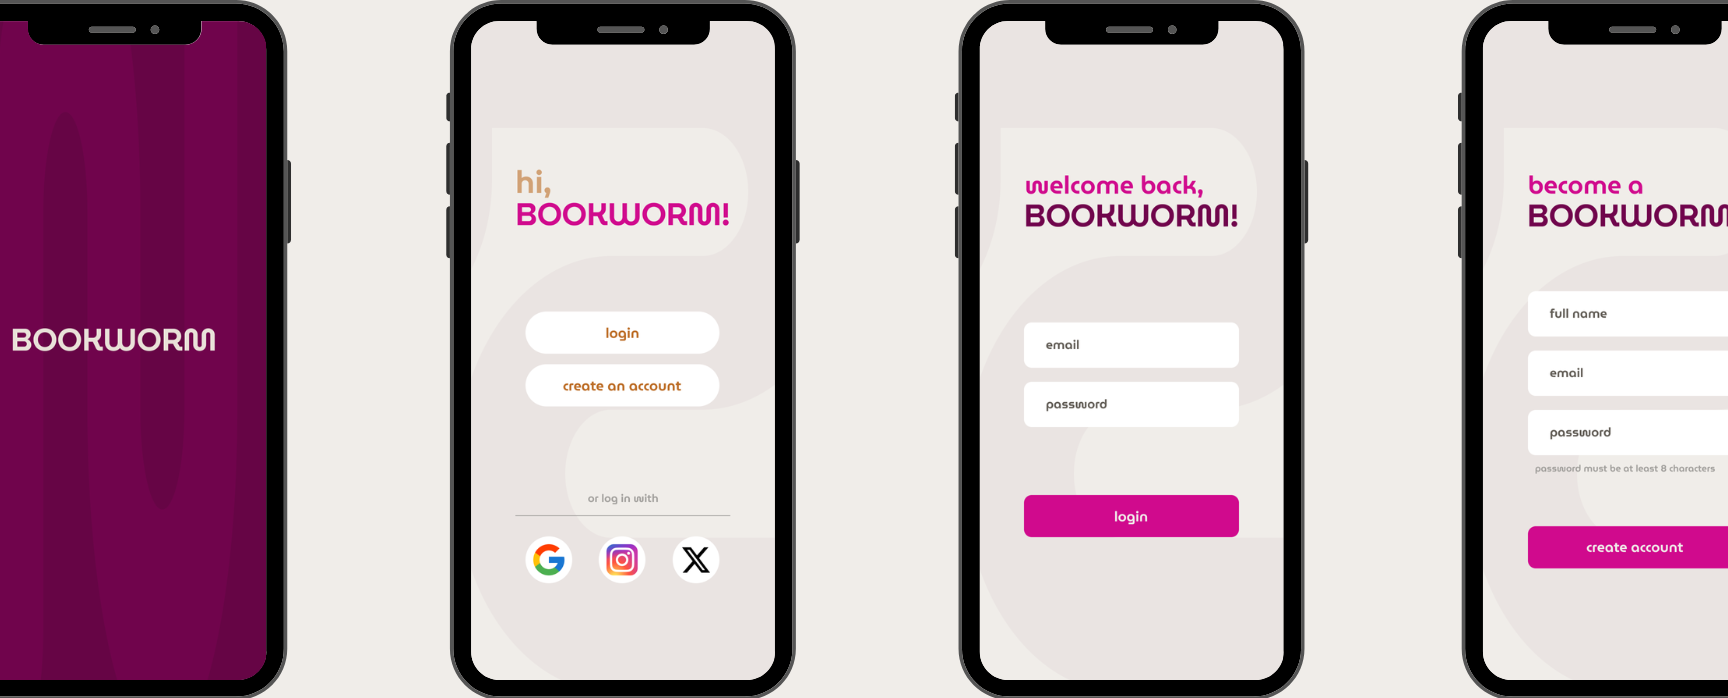 BOOKWORM
hi,
BOOKWORM!
login
create an account
or log in with
welcome back,
BOOKWORM!
email
password
login
become a
BOOKWORM
full name
email
password
password must be at least 8 characters
create account